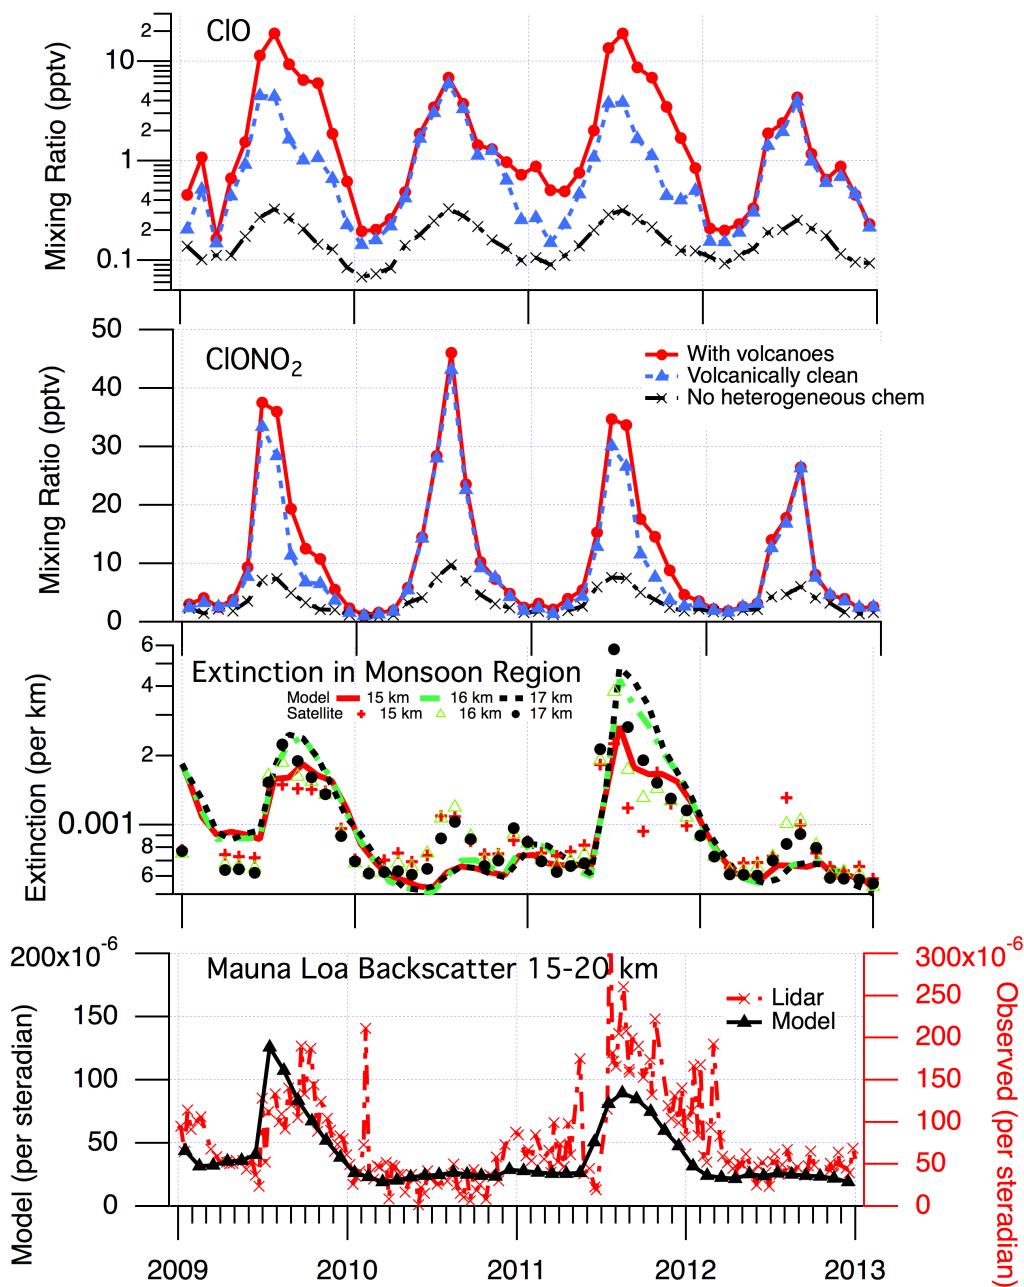 ClO
Mixing Ratio (pptv)
2
10
6
4
2
1
6
4
2
0.1
ClONO2
Mixing Ratio (pptv)
50
40
30
20
10
0
With volcanoes
Volcanically clean
No heterogeneous chem
Extinction in Monsoon Region
Model 15 km 16 km 17 km
Satellite 15 km 16 km 17 km
Extinction (per km)
6
4
2
0.001
8
6
Mauna Loa Backscatter 15-20 km
Model (per steradian)
200x10-6
150
100
50
0
Lidar
Model
300x10-6
250
200
150
100
50
0
Observed (per steradian)
2009 2010 2011 2012 2013